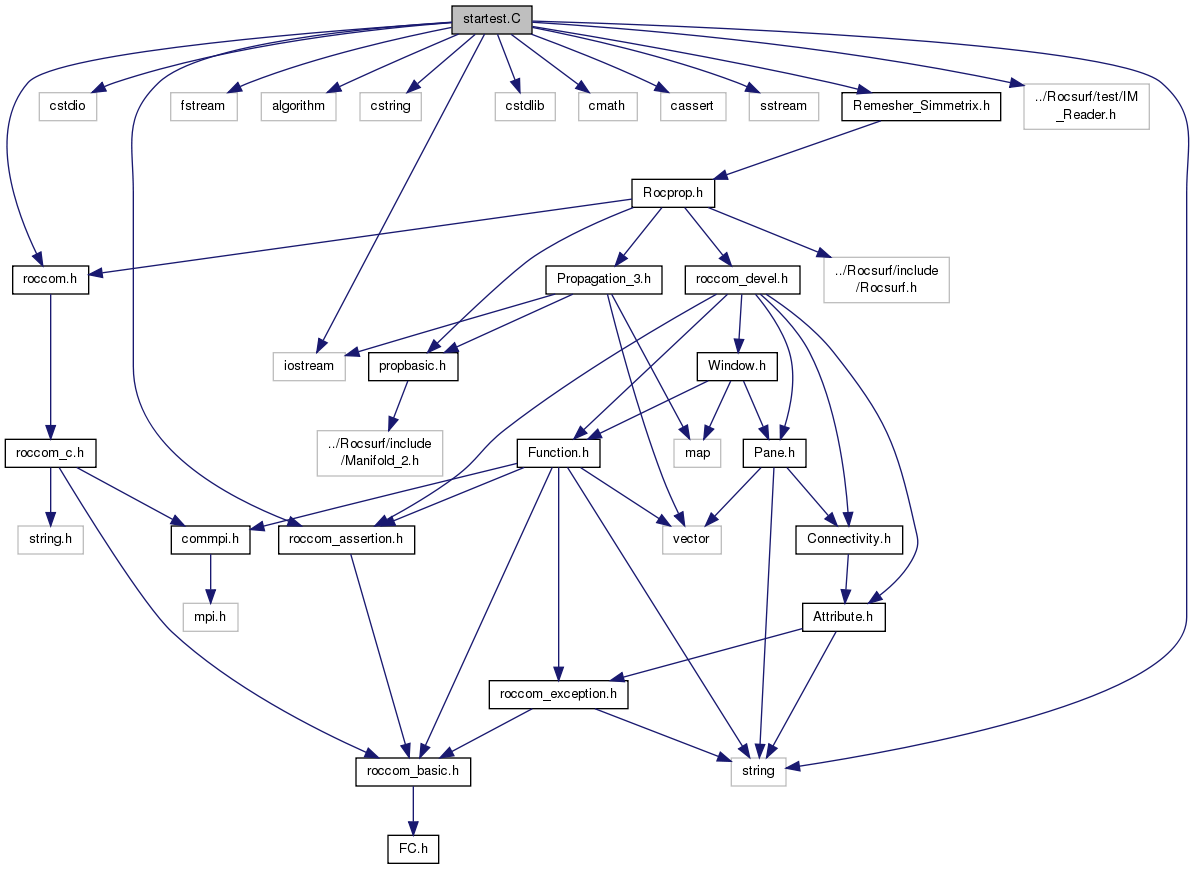 startest.C
cstdio
fstream
algorithm
cstring
cstdlib
cmath
cassert
sstream
Remesher_Simmetrix.h
../Rocsurf/test/IM
_Reader.h
Rocprop.h
roccom.h
Propagation_3.h
roccom_devel.h
../Rocsurf/include
/Rocsurf.h
iostream
propbasic.h
Window.h
../Rocsurf/include
/Manifold_2.h
roccom_c.h
Function.h
map
Pane.h
string.h
commpi.h
roccom_assertion.h
vector
Connectivity.h
mpi.h
Attribute.h
roccom_exception.h
roccom_basic.h
string
FC.h